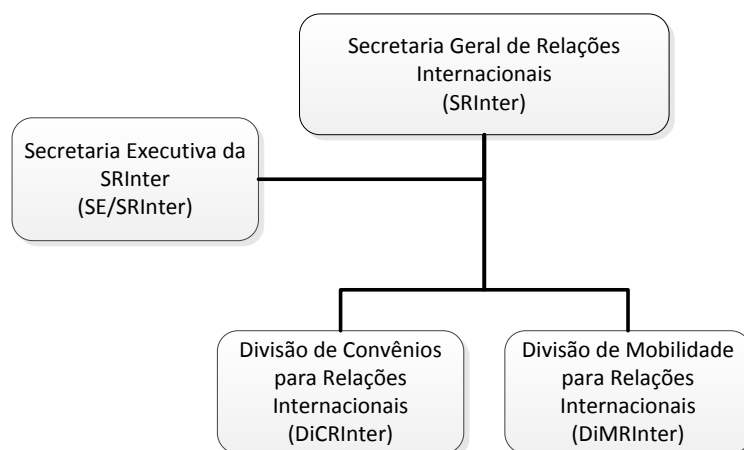 Secretaria Geral de Relações
Internacionais
(SRInter)
Secretaria Executiva da
SRInter
(SE/SRInter)
Divisão de Convênios
para Relações
Internacionais
(DiCRInter)
Divisão de Mobilidade
para Relações
Internacionais
(DiMRInter)